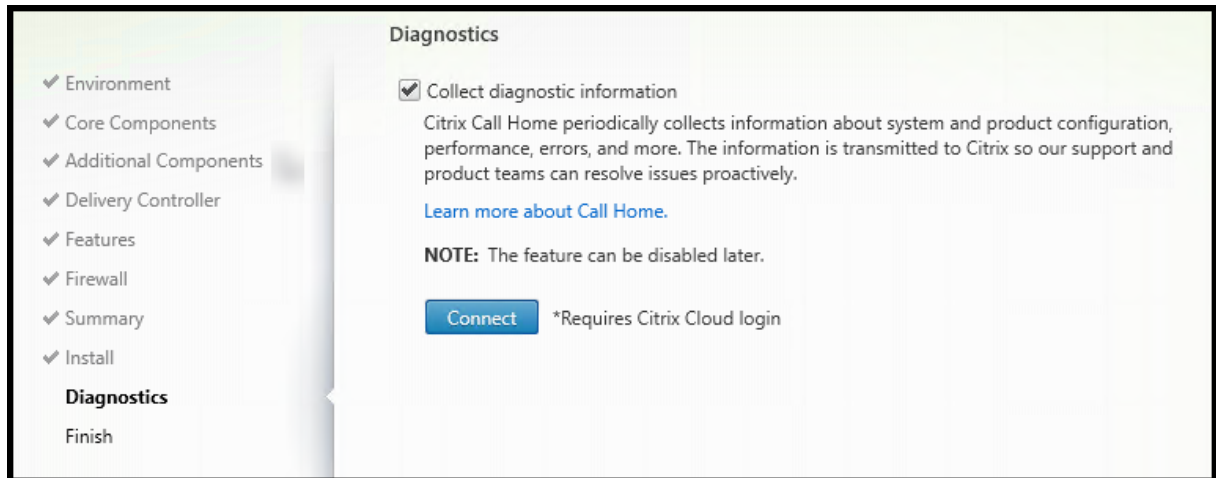 Diagnostics
Environment
Core Components
Additional Components
Delivery Controller
Features
Firewall
Summary
Install
Diagnostics
Finish
Collect diagnostic information
Citrix Call Home periodically collects information about system and product configuration,
performance, errors, and more. The information is transmitted to Citrix so our support and
product teams can resolve issues proactively.
Learn more about Call Home.
NOTE: The feature can be disabled later.
Connect *Requires Citrix Cloud login